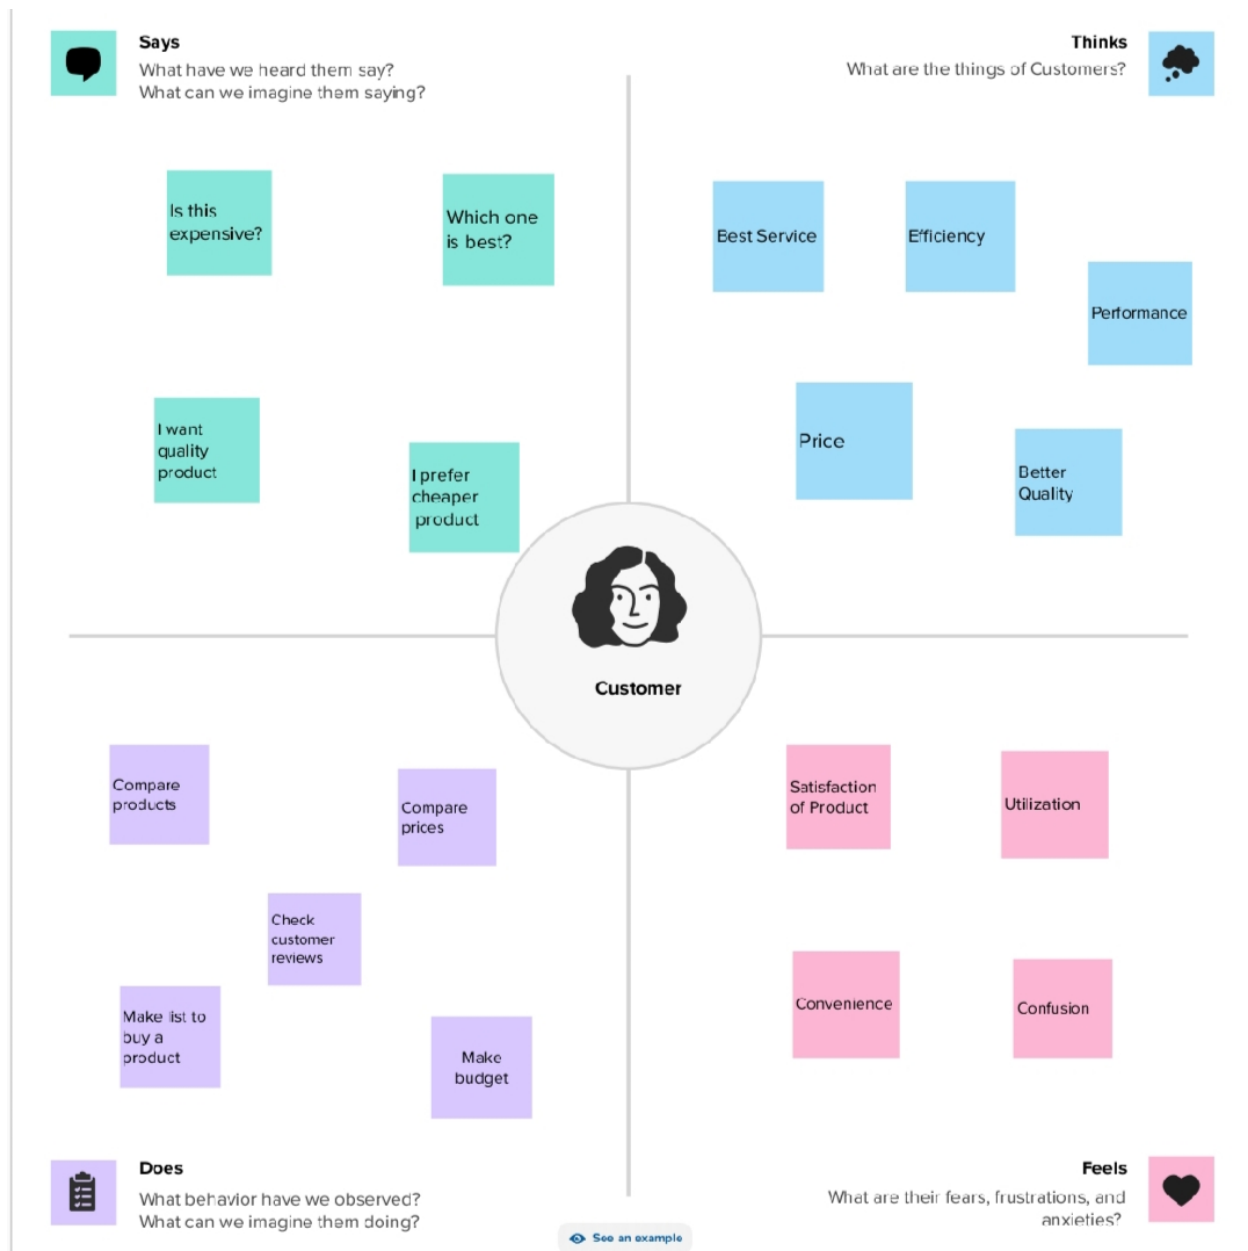 Says
What have we heard them say?
What can we imagine them saying?
Thinks
What are the things of Customers?
Is this
expensive?
Which one
is best?
I want
quality
product
I prefer
cheaper
product
Best Service
Efficiency
Performance
Price
Better
Quality
Customer
Compare
products
Compare
prices
Check
customer
reviews
Make list to
buy a
product
Make
budget
Satisfaction
of Product
Utilization
Convenience
Confusion
Does
What behavior have we observed?
What can we imagine them doing?
Feels
What are their fears, frustrations, and
anxieties?
See an example